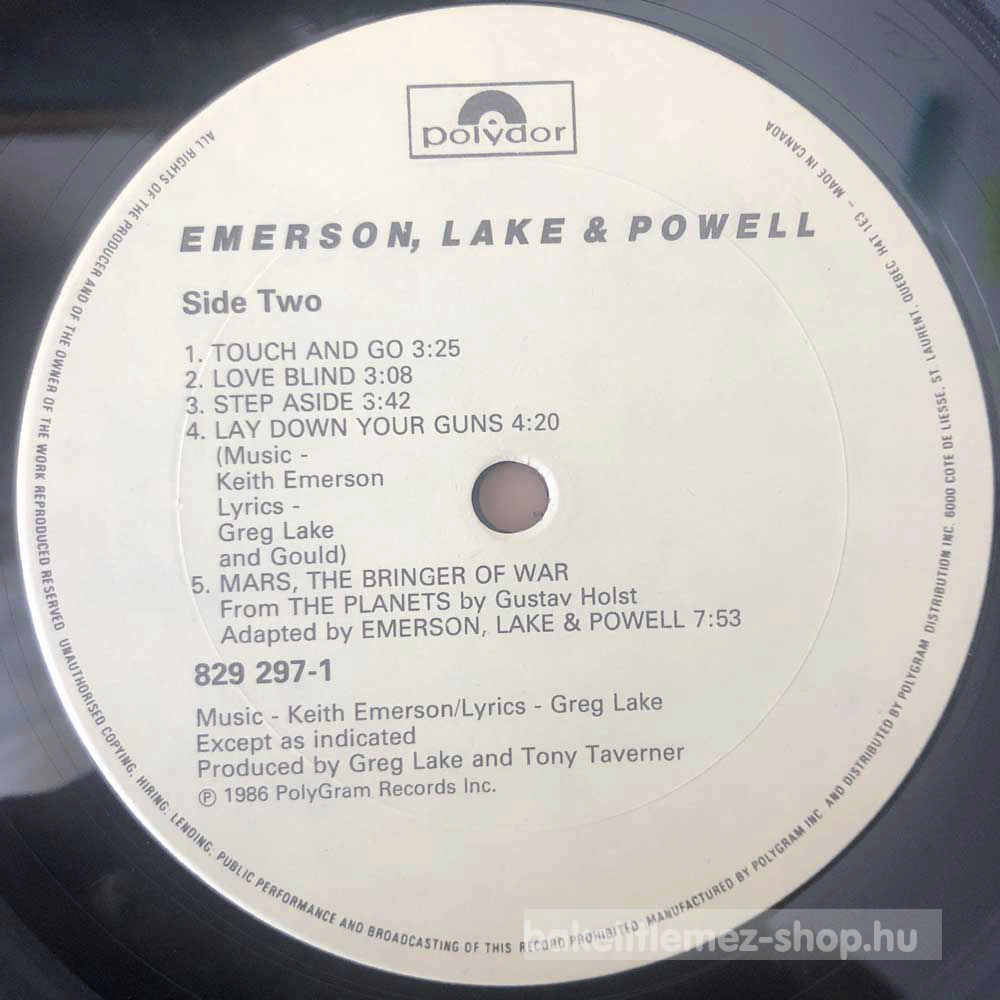 polydor
EMERSON, LAKE & POWELL
Side Two
1. TOUCH AND GO 3:25
2. LOVE BLIND 3:08
3. STEP ASIDE 3:42
4. LAY DOWN YOUR GUNS 4:20
(Music -
Keith Emerson
Lyrics -
Greg Lake
and Gould)
5. MARS, THE BRINGER OF WAR
From THE PLANETS by Gustav Holst
Adapted by EMERSON, LAKE & POWELL 7:53
829 297-1
Music - Keith Emerson/Lyrics - Greg Lake
Except as indicated
Produced by Greg Lake and Tony Taverner
℗ 1986 PolyGram Records Inc.
ALL RIGHTS OF THE PRODUCER AND OF THE OWNER OF THE WORK REPRODUCED RESERVED UNAUTHORISED COPYING, HIRING, LENDING, PUBLIC PERFORMANCE AND BROADCASTING OF THIS RECORD PROHIBITED. MANUFACTURED BY POLYGRAM INC. AND DISTRIBUTED BY POLYGRAM DISTRIBUTION INC. 6000 COTE DE LIESSE, ST. LAURENT, QUEBEC H4T 1E3 - MADE IN CANADA
bakelitlemez-shop.hu